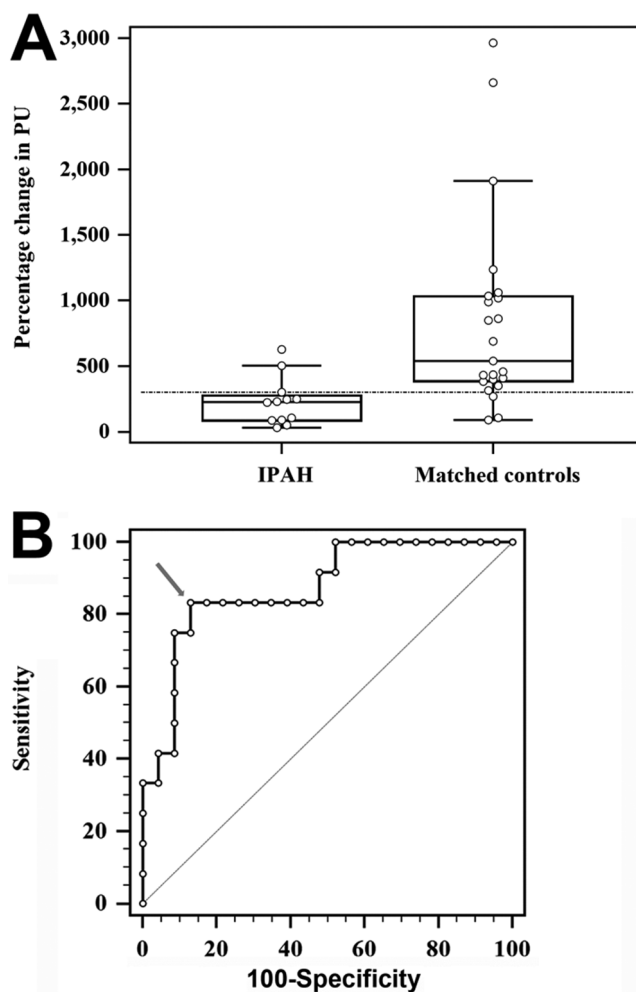 A
3,000
2,500
2,000
1,500
1,000
500
0
Percentage change in PU
IPAH
Matched controls
B
100
80
60
40
20
0
Sensitivity
0 20 40 60 80 100
100-Specificity